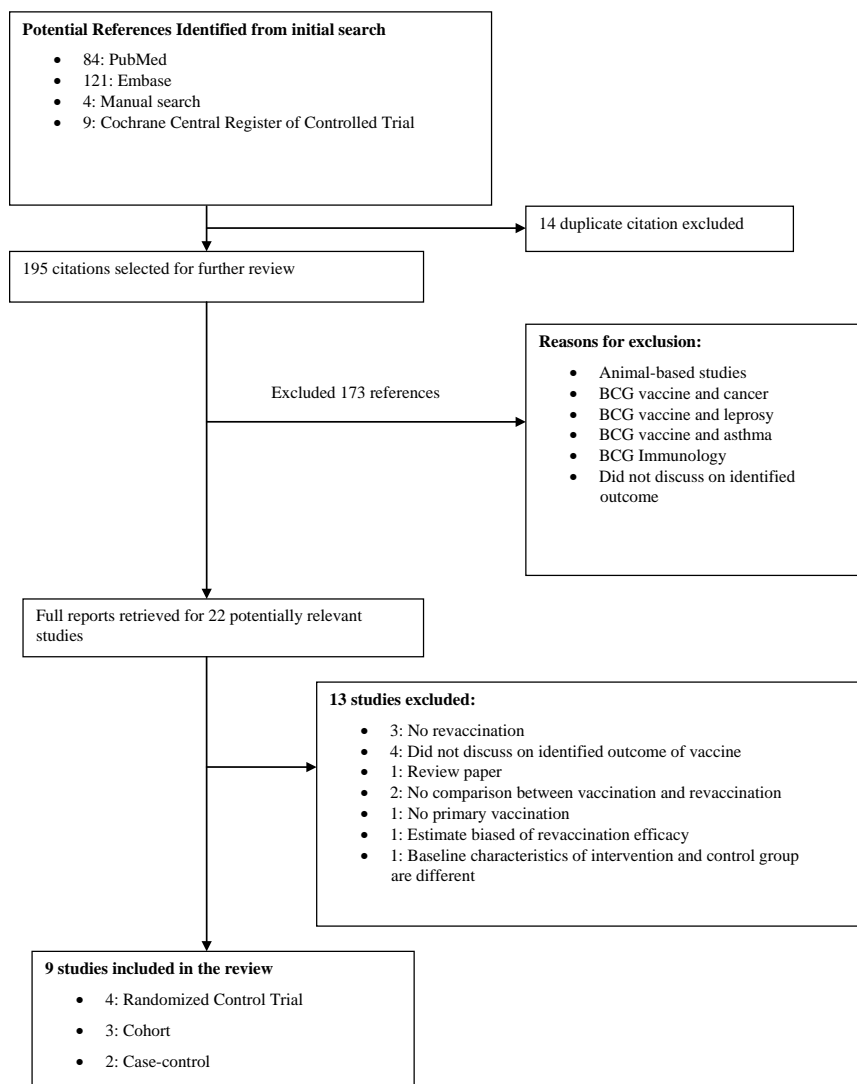 Potential References Identified from initial search
• 84: PubMed
• 121: Embase
• 4: Manual search
• 9: Cochrane Central Register of Controlled Trial
14 duplicate citation excluded
195 citations selected for further review
Reasons for exclusion:
• Animal-based studies
• BCG vaccine and cancer
• BCG vaccine and leprosy
• BCG vaccine and asthma
• BCG Immunology
• Did not discuss on identified
outcome
Excluded 173 references
Full reports retrieved for 22 potentially relevant
studies
13 studies excluded:
• 3: No revaccination
• 4: Did not discuss on identified outcome of vaccine
• 1: Review paper
• 2: No comparison between vaccination and revaccination
• 1: No primary vaccination
• 1: Estimate biased of revaccination efficacy
• 1: Baseline characteristics of intervention and control group
are different
9 studies included in the review
• 4: Randomized Control Trial
• 3: Cohort
• 2: Case-control